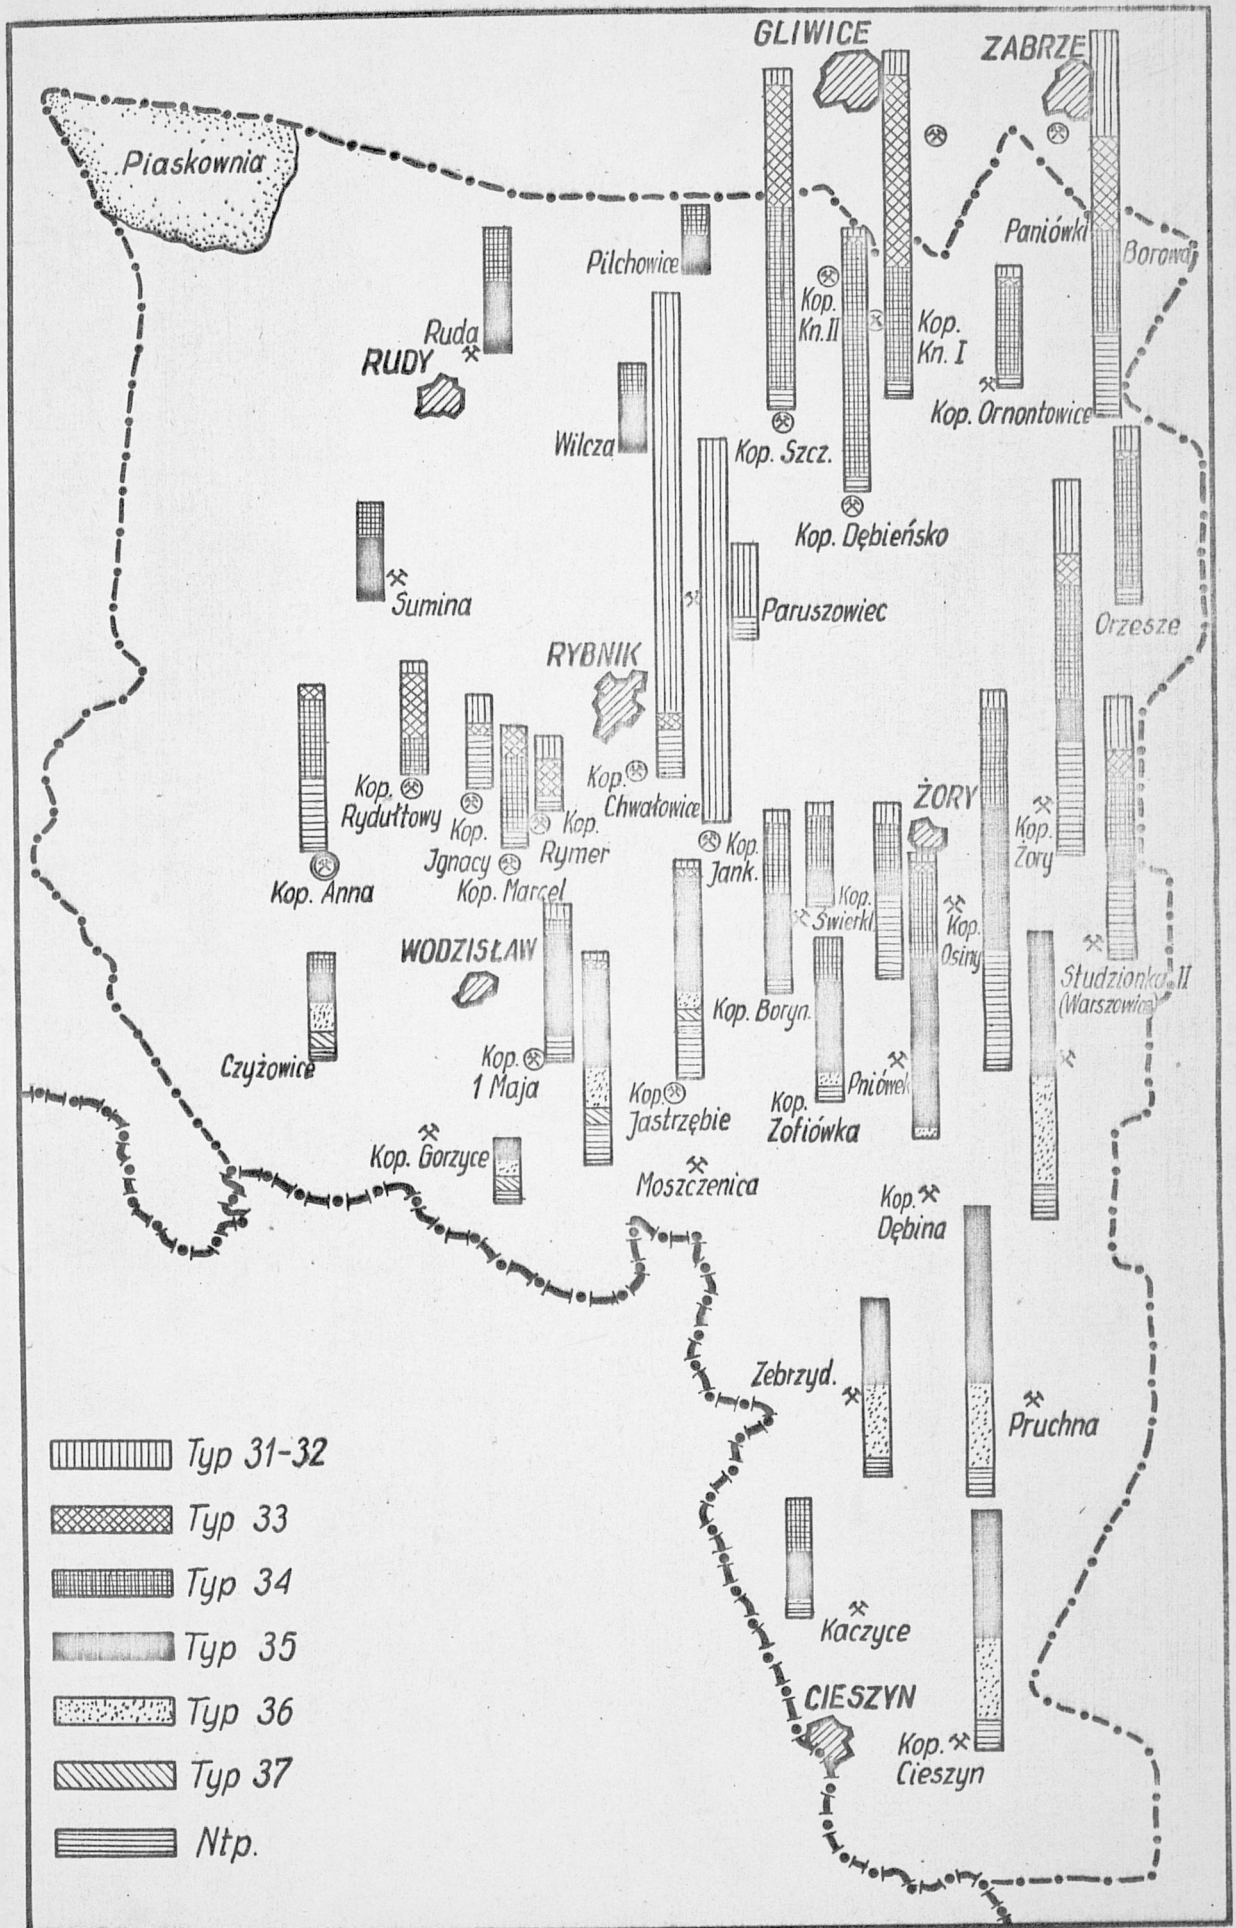 GLIWICE
ZABRZE
Piaskownia
Paniówki
Borowa
Pilchowice
Kop.
Kn.II
Kop.
Kn. I
Ruda
RUDY
Kop. Ornontowice
Wilcza
Kop. Szcz.
Kop. Dębieńsko
Sumina
Paruszowiec
Orzesze
RYBNIK
Kop.
Rydułtowy
Kop.
Chwałowice
ŻORY
Kop.
Żory
Kop.
Jgnacy
Kop.
Rymer
Kop. Anna
Kop. Marcel
Kop.
Jank.
Kop.
Świerkl.
Kop.
Osiny
WODZISŁAW
Studzionka II
(Warszowice)
Kop. Boryn.
Czyżowice
Kop.
1 Maja
Kop.
Jastrzębie
Kop.
Zofiówka
Pniówek
Kop. Gorzyce
Moszczenica
Kop.
Dębina
Zebrzyd.
Pruchna
Typ 31-32
Typ 33
Typ 34
Typ 35
Typ 36
Typ 37
Ntp.
Kaczyce
CIESZYN
Kop.
Cieszyn